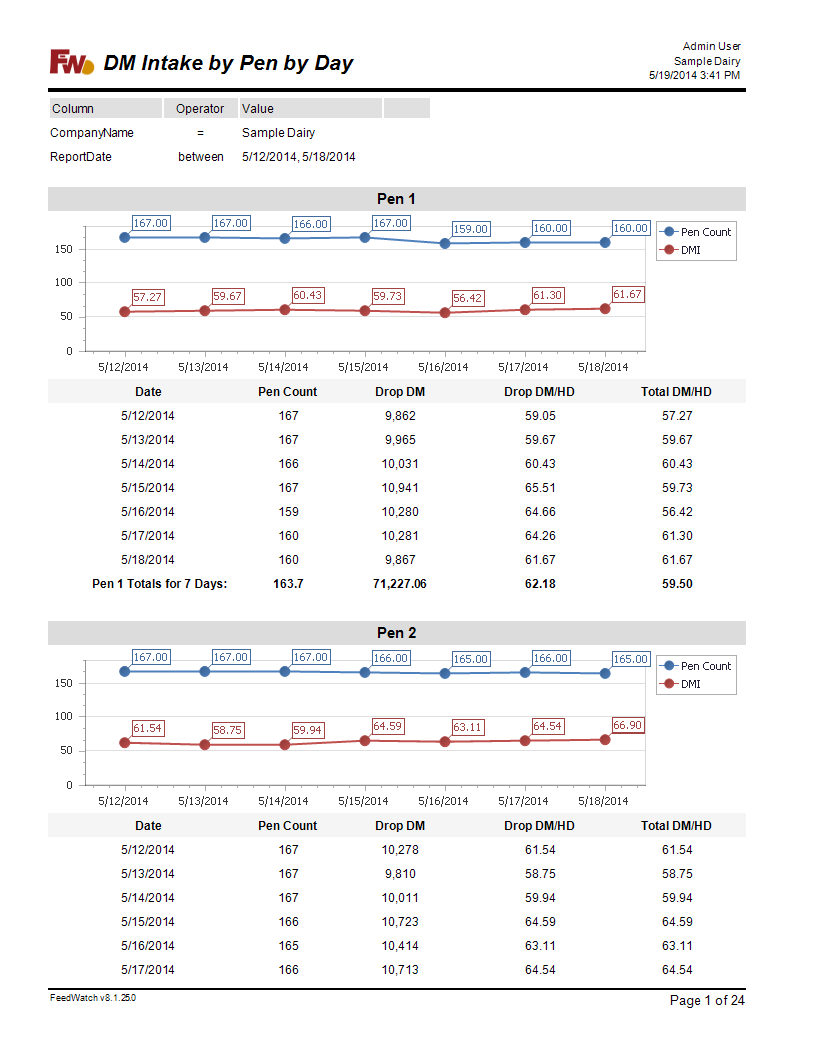 Admin User
FW DM Intake by Pen by Day
Sample Dairy
5/19/2014 3:41 PM
Column Operator Value
CompanyName = Sample Dairy
ReportDate between 5/12/2014, 5/18/2014
Pen 1
167.00 167.00 166.00 167.00 159.00 160.00 160.00
Pen Count
DMI
150
100
57.27 59.67 60.43 59.73 56.42 61.30 61.67
50
0
5/12/2014 5/13/2014 5/14/2014 5/15/2014 5/16/2014 5/17/2014 5/18/2014
Date Pen Count Drop DM Drop DM/HD Total DM/HD
5/12/2014 167 9,862 59.05 57.27
5/13/2014 167 9,965 59.67 59.67
5/14/2014 166 10,031 60.43 60.43
5/15/2014 167 10,941 65.51 59.73
5/16/2014 159 10,280 64.66 56.42
5/17/2014 160 10,281 64.26 61.30
5/18/2014 160 9,867 61.67 61.67
Pen 1 Totals for 7 Days: 163.7 71,227.06 62.18 59.50
Pen 2
167.00 167.00 167.00 166.00 165.00 166.00 165.00
Pen Count
DMI
150
100
61.54 58.75 59.94 64.59 63.11 64.54 66.90
50
0
5/12/2014 5/13/2014 5/14/2014 5/15/2014 5/16/2014 5/17/2014 5/18/2014
Date Pen Count Drop DM Drop DM/HD Total DM/HD
5/12/2014 167 10,278 61.54 61.54
5/13/2014 167 9,810 58.75 58.75
5/14/2014 167 10,011 59.94 59.94
5/15/2014 166 10,723 64.59 64.59
5/16/2014 165 10,414 63.11 63.11
5/17/2014 166 10,713 64.54 64.54
FeedWatch v8.1.25.0
Page 1 of 24